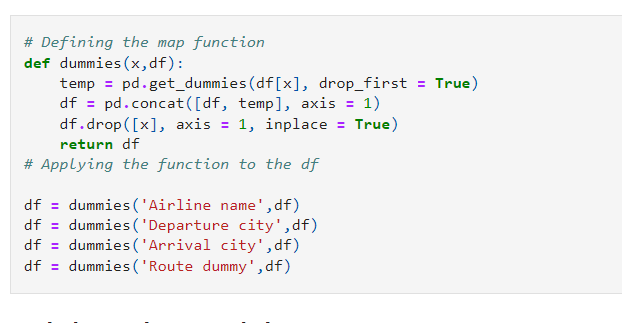 # Defining the map function
def dummies(x,df):
    temp = pd.get_dummies(df[x], drop_first = True)
    df = pd.concat([df, temp], axis = 1)
    df.drop([x], axis = 1, inplace = True)
    return df
# Applying the function to the df
df = dummies('Airline name',df)
df = dummies('Departure city',df)
df = dummies('Arrival city',df)
df = dummies('Route dummy',df)